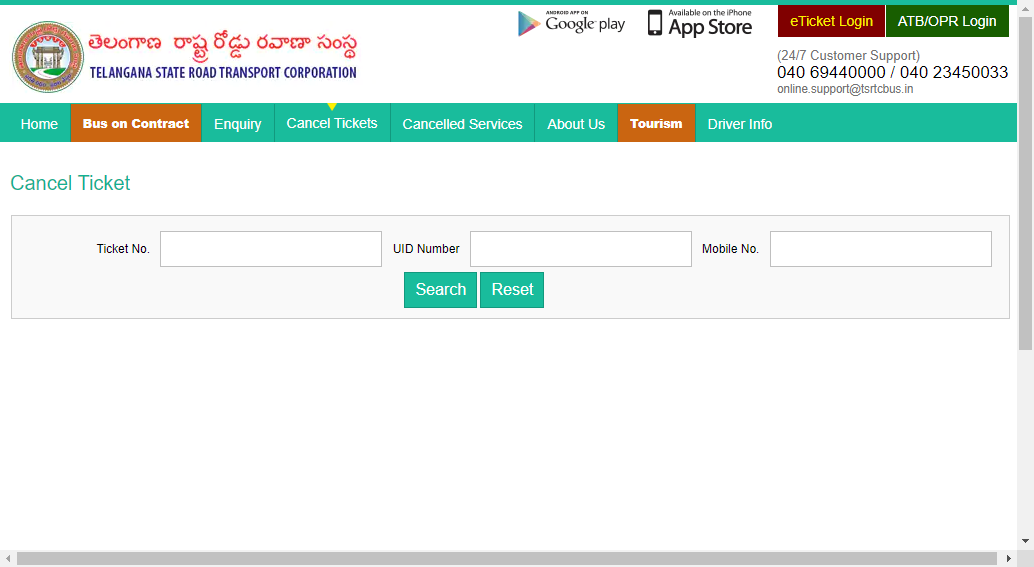 తెలంగాణ రాష్ట్ర రోడ్డు రవాణా సంస్థ
TELANGANA STATE ROAD TRANSPORT CORPORATION
ANDROID APP ON
Google play
Available on the iPhone
App Store
eTicket Login
ATB/OPR Login
(24/7 Customer Support)
040 69440000 / 040 23450033
online.support@tsrtcbus.in
Home
Bus on Contract
Enquiry
Cancel Tickets
Cancelled Services
About Us
Tourism
Driver Info
Cancel Ticket
Ticket No.
UID Number
Mobile No.
Search
Reset